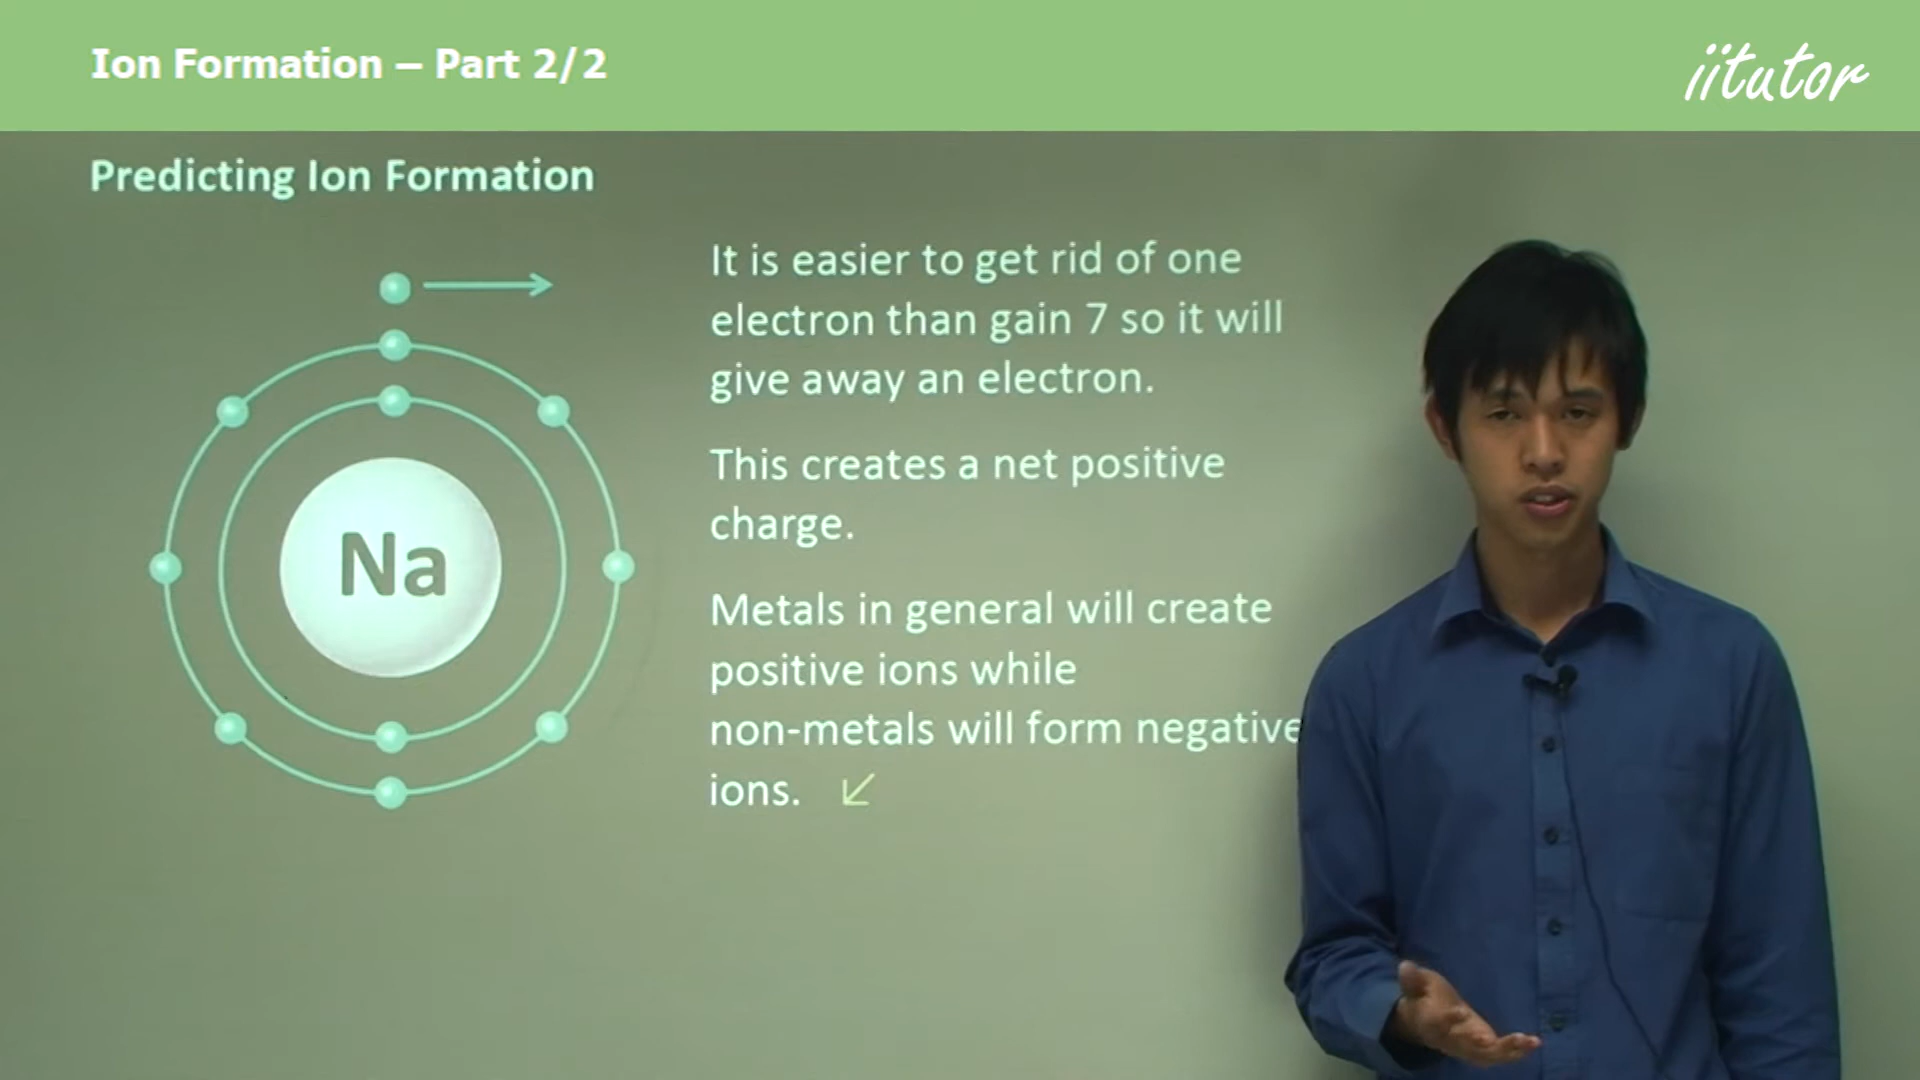 Ion Formation – Part 2/2
iitutor
Predicting Ion Formation
It is easier to get rid of one
electron than gain 7 so it will
give away an electron.
This creates a net positive
charge.
Metals in general will create
positive ions while
non-metals will form negative
ions.
Na